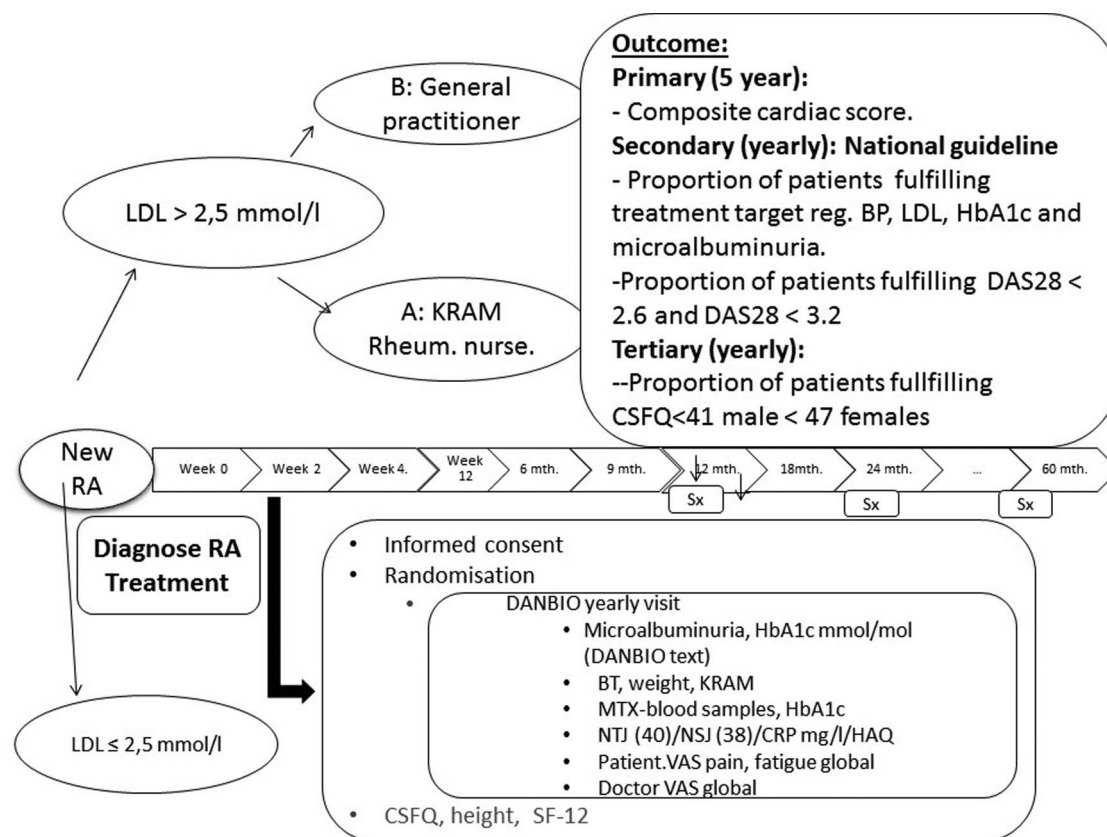 Outcome:
Primary (5 year):
- Composite cardiac score.
Secondary (yearly): National guideline
- Proportion of patients fulfilling
treatment target reg. BP, LDL, HbA1c and
microalbuminuria.
-Proportion of patients fulfilling DAS28 <
2.6 and DAS28 < 3.2
Tertiary (yearly):
--Proportion of patients fullfilling
CSFQ<41 male < 47 females
B: General
practitioner
LDL > 2,5 mmol/l
A: KRAM
Rheum. nurse.
New
RA
Week 0
Week 2
Week 4.
Week
12
6 mth.
9 mth.
12 mth.
18mth.
24 mth.
...
60 mth.
Sx
Sx
Sx
Diagnose RA
Treatment
LDL ≤ 2,5 mmol/l
• Informed consent
• Randomisation
• DANBIO yearly visit
• Microalbuminuria, HbA1c mmol/mol
(DANBIO text)
• BT, weight, KRAM
• MTX-blood samples, HbA1c
• NTJ (40)/NSJ (38)/CRP mg/l/HAQ
• Patient.VAS pain, fatigue global
• Doctor VAS global
• CSFQ, height, SF-12